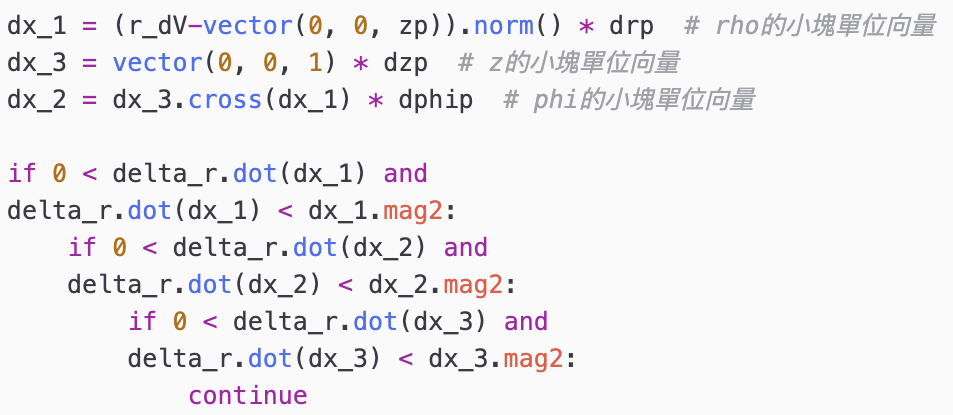 dx_1 = (r_dV-vector(0, 0, zp)).norm() * drp  # rho的小塊單位向量
dx_3 = vector(0, 0, 1) * dzp  # z的小塊單位向量
dx_2 = dx_3.cross(dx_1) * dphip  # phi的小塊單位向量

if 0 < delta_r.dot(dx_1) and
delta_r.dot(dx_1) < dx_1.mag2:
    if 0 < delta_r.dot(dx_2) and
    delta_r.dot(dx_2) < dx_2.mag2:
        if 0 < delta_r.dot(dx_3) and
        delta_r.dot(dx_3) < dx_3.mag2:
            continue